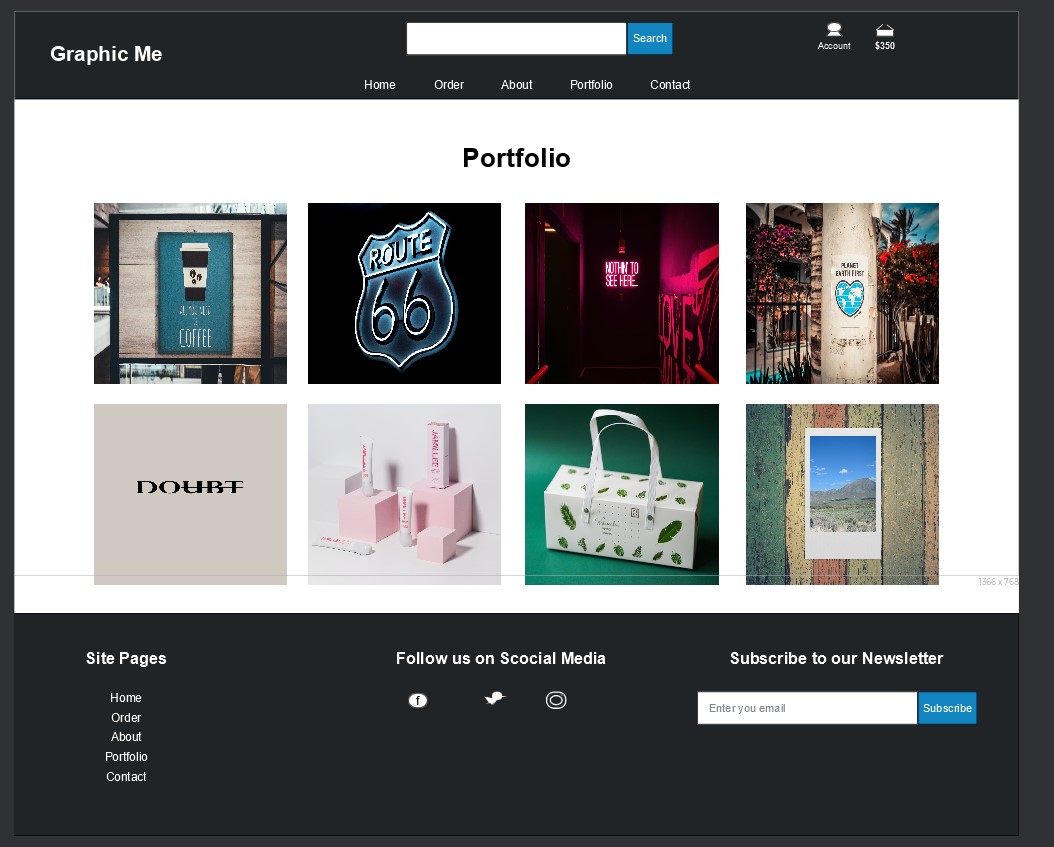 Graphic Me
Search
Account
$350
Home Order About Portfolio Contact
Portfolio
COFFEE
ROUTE
66
NOTHIN' TO
SEE HERE..
PLANET
EARTH FIRST
DOUBT
JAMILLEE
1366 x 768
Site Pages
Follow us on Scocial Media
Subscribe to our Newsletter
Home
Order
About
Portfolio
Contact
f
Enter you email
Subscribe